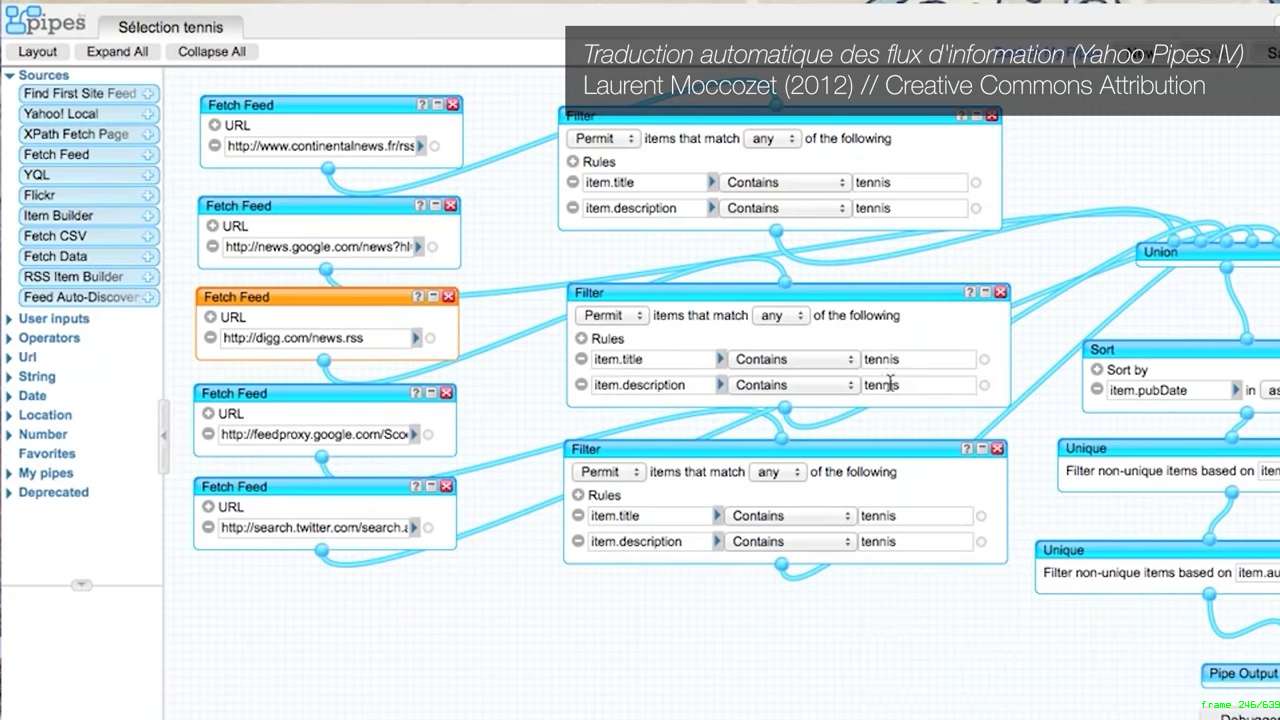 pipes
Sélection tennis
Layout
Expand All
Collapse All
Traduction automatique des flux d'information (Yahoo Pipes IV)
Laurent Moccozet (2012) // Creative Commons Attribution
Sources
Find First Site Feed
Yahoo! Local
XPath Fetch Page
Fetch Feed
YQL
Flickr
Item Builder
Fetch CSV
Fetch Data
RSS Item Builder
Feed Auto-Discover
User inputs
Operators
Url
String
Date
Location
Number
Favorites
My pipes
Deprecated
Fetch Feed
URL
http://www.continentalnews.fr/rss
Fetch Feed
URL
http://news.google.com/news?hl
Fetch Feed
URL
http://digg.com/news.rss
Fetch Feed
URL
http://feedproxy.google.com/Scoo
Fetch Feed
URL
http://search.twitter.com/search.a
Filter
Permit items that match any of the following
Rules
item.title Contains tennis
item.description Contains tennis
Filter
Permit items that match any of the following
Rules
item.title Contains tennis
item.description Contains tennis
Filter
Permit items that match any of the following
Rules
item.title Contains tennis
item.description Contains tennis
Union
Sort
Sort by
item.pubDate in as
Unique
Filter non-unique items based on item
Unique
Filter non-unique items based on item.au
Pipe Output
frame 246/639